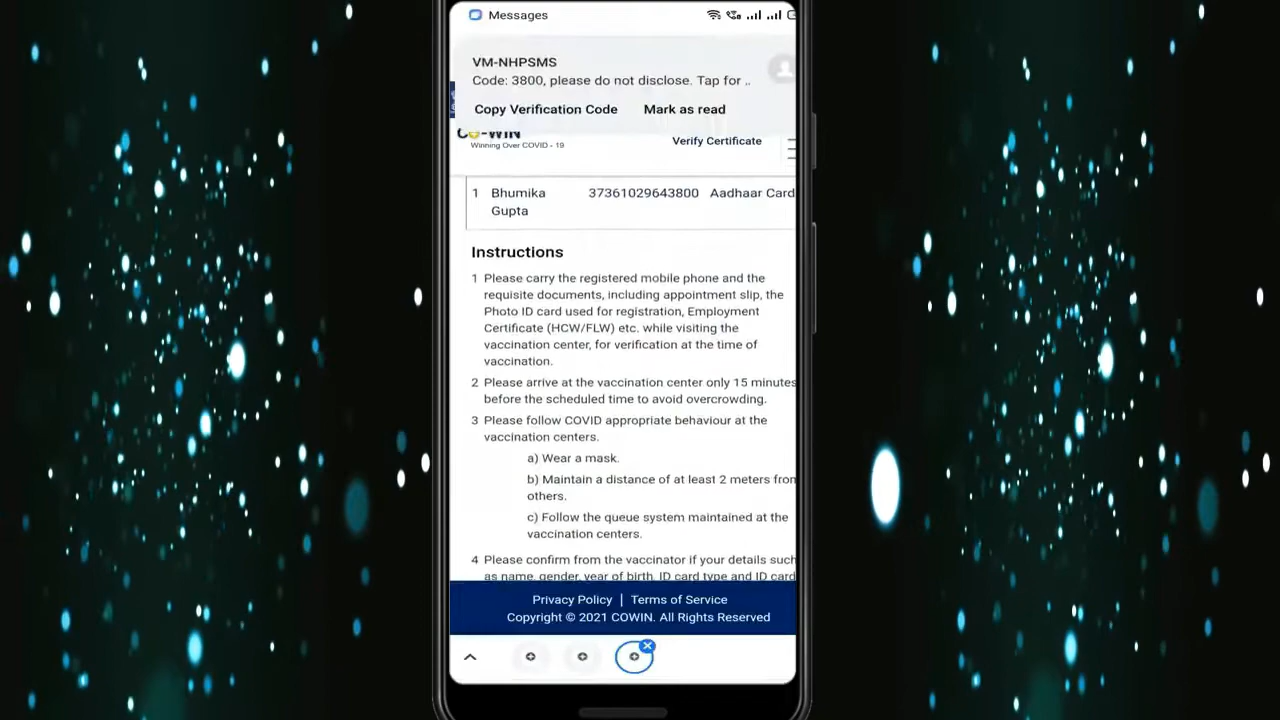 Messages
VM-NHPSMS
Code: 3800, please do not disclose. Tap for ..
Copy Verification Code Mark as read
Co-WIN
Winning Over COVID - 19
Verify Certificate
1 Bhumika 37361029643800 Aadhaar Card
Gupta
Instructions
1 Please carry the registered mobile phone and the
requisite documents, including appointment slip, the
Photo ID card used for registration, Employment
Certificate (HCW/FLW) etc. while visiting the
vaccination center, for verification at the time of
vaccination.
2 Please arrive at the vaccination center only 15 minutes
before the scheduled time to avoid overcrowding.
3 Please follow COVID appropriate behaviour at the
vaccination centers.
a) Wear a mask.
b) Maintain a distance of at least 2 meters from
others.
c) Follow the queue system maintained at the
vaccination centers.
4 Please confirm from the vaccinator if your details such
as name, gender, year of birth, ID card type and ID card
Privacy Policy | Terms of Service
Copyright © 2021 COWIN. All Rights Reserved